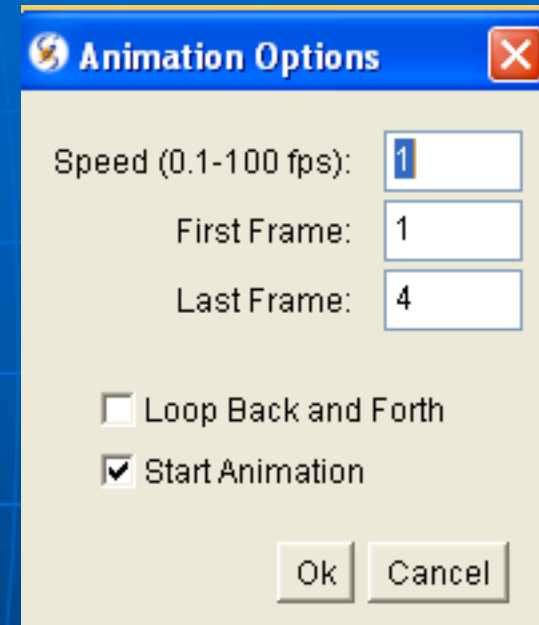 Animation Options
Speed (0.1-100 fps): 1
First Frame: 1
Last Frame: 4
Loop Back and Forth
Start Animation
Ok Cancel